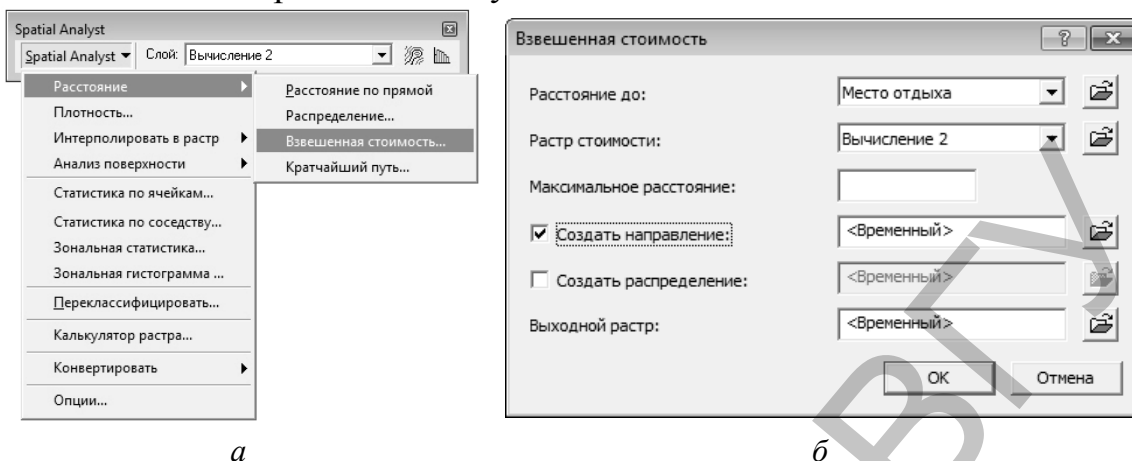 Spatial Analyst
Spatial Analyst
Слой: Вычисление 2
Расстояние
Плотность...
Интерполировать в растр
Анализ поверхности
Статистика по ячейкам...
Статистика по соседству...
Зональная статистика...
Зональная гистограмма ...
Переклассифицировать...
Калькулятор растра...
Конвертировать
Опции...
Расстояние по прямой
Распределение...
Взвешенная стоимость...
Кратчайший путь...
а
Взвешенная стоимость
Расстояние до: Место отдыха
Растр стоимости: Вычисление 2
Максимальное расстояние:
Создать направление: <Временный>
Создать распределение: <Временный>
Выходной растр: <Временный>
OK Отмена
б
ВГУ